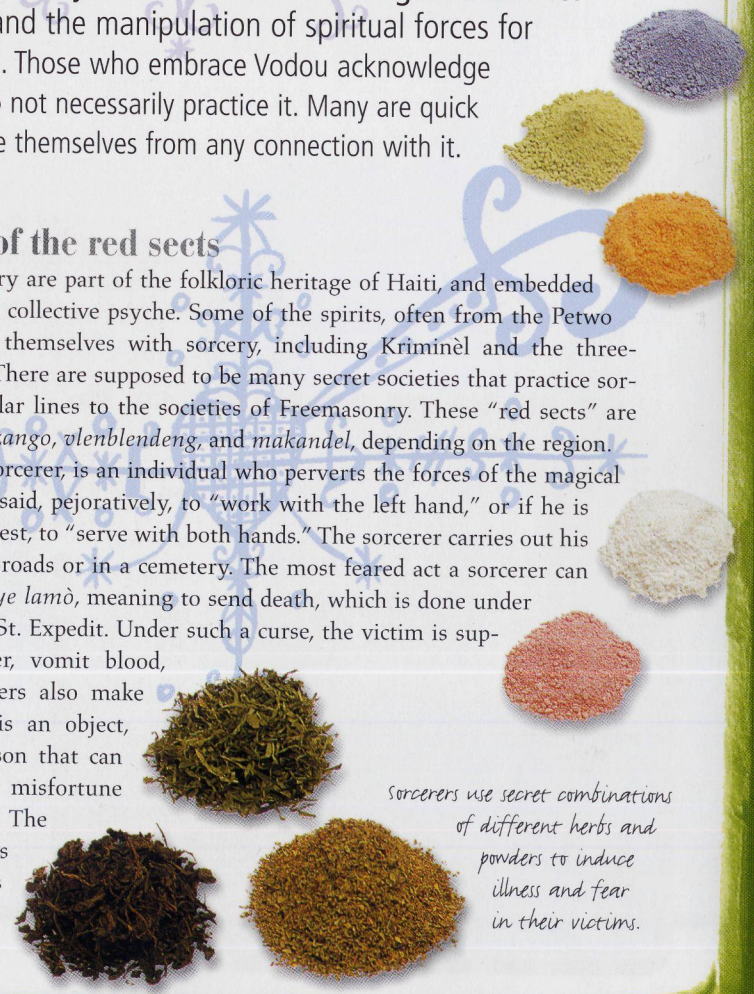 and the manipulation of spiritual forces for
. Those who embrace Vodou acknowledge
not necessarily practice it. Many are quick
e themselves from any connection with it.
of the red sects
ry are part of the folkloric heritage of Haiti, and embedded
collective psyche. Some of the spirits, often from the Petwo
themselves with sorcery, including Kriminèl and the three-
There are supposed to be many secret societies that practice sor-
lar lines to the societies of Freemasonry. These “red sects” are
ango, vlenblendeng, and makandel, depending on the region.
orcerer, is an individual who perverts the forces of the magical
said, pejoratively, to “work with the left hand,” or if he is
est, to “serve with both hands.” The sorcerer carries out his
roads or in a cemetery. The most feared act a sorcerer can
ye lamò, meaning to send death, which is done under
St. Expedit. Under such a curse, the victim is sup-
er, vomit blood,
ers also make
is an object,
son that can
misfortune
The
s
Sorcerers use secret combinations
of different herbs and
powders to induce
illness and fear
in their victims.